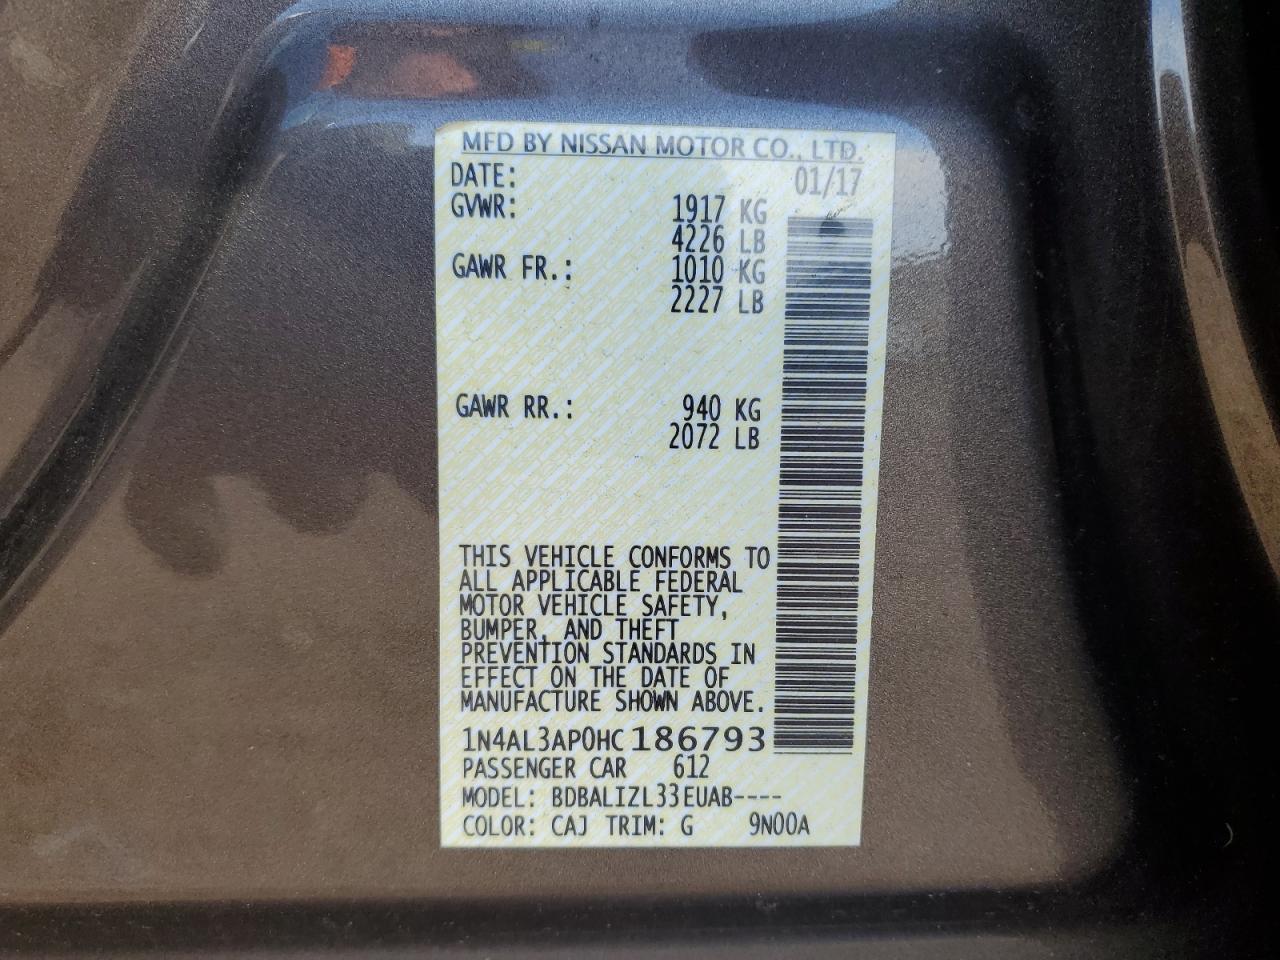 MFD BY NISSAN MOTOR CO., LTD.
DATE: 01/17
GVWR: 1917 KG
4226 LB
GAWR FR.: 1010 KG
2227 LB
GAWR RR.: 940 KG
2072 LB
THIS VEHICLE CONFORMS TO
ALL APPLICABLE FEDERAL
MOTOR VEHICLE SAFETY,
BUMPER, AND THEFT
PREVENTION STANDARDS IN
EFFECT ON THE DATE OF
MANUFACTURE SHOWN ABOVE.
1N4AL3AP0HC186793
PASSENGER CAR 612
MODEL: BDBALIZL33EUAB----
COLOR: CAJ TRIM: G 9N00A